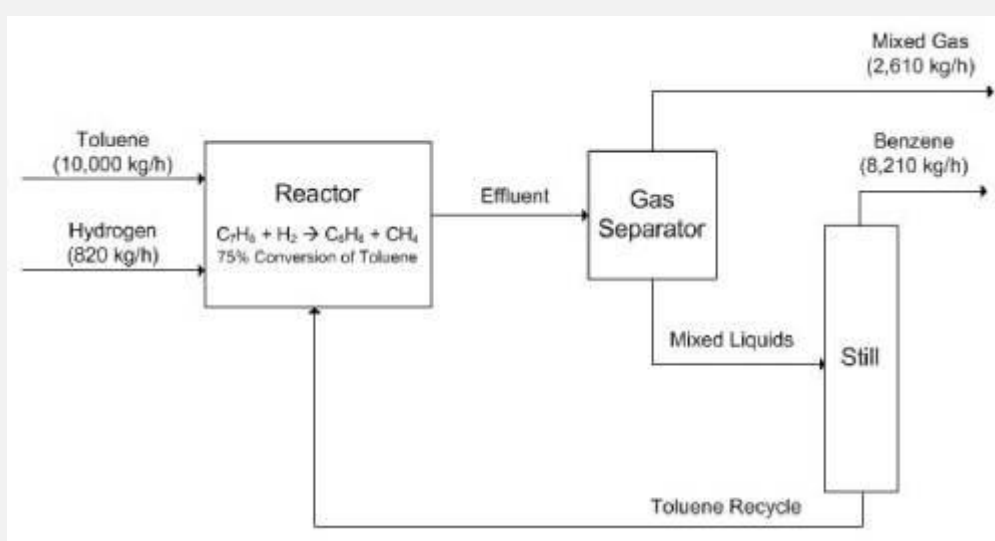 Mixed Gas
(2,610 kg/h)
Toluene
(10,000 kg/h)
Benzene
(8,210 kg/h)
Reactor
Effluent
Gas
Separator
Hydrogen
(820 kg/h)
C₇H₈ + H₂ → C₆H₆ + CH₄
75% Conversion of Toluene
Mixed Liquids
Still
Toluene Recycle